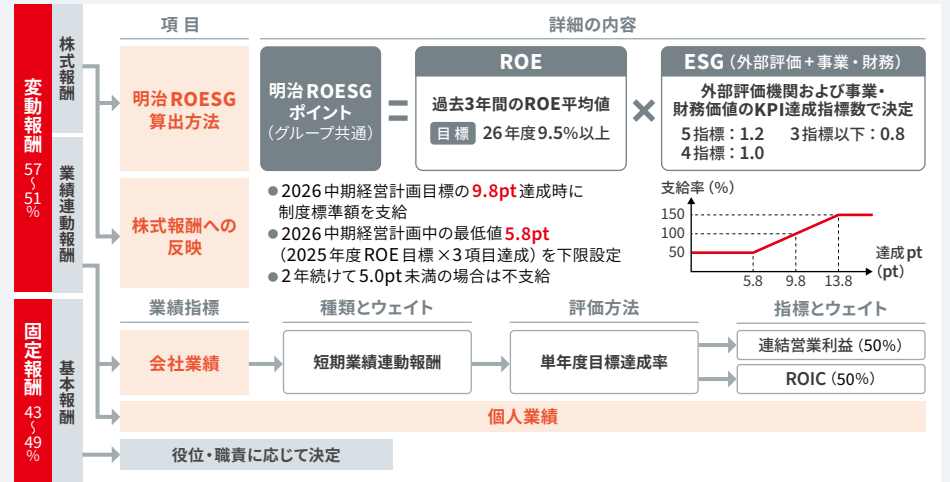 変動報酬
57〜51%
株式報酬
業績連動報酬
固定報酬
43〜49%
基本報酬
項目
詳細の内容
明治ROESG
算出方法
明治ROESG
ポイント
（グループ共通）
=
ROE
過去3年間のROE平均値
目標 26年度9.5%以上
×
ESG（外部評価+事業・財務）
外部評価機関および事業・
財務価値のKPI達成指標数で決定
5指標：1.2 3指標以下：0.8
4指標：1.0
株式報酬への
反映
●2026中期経営計画目標の9.8pt達成時に
制度標準額を支給
●2026中期経営計画中の最低値5.8pt
（2025年度ROE目標×3項目達成）を下限設定
●2年続けて5.0pt未満の場合は不支給
支給率（%）
150
100
50
5.8 9.8 13.8
達成pt
（pt）
業績指標
種類とウェイト
評価方法
指標とウェイト
会社業績
短期業績連動報酬
単年度目標達成率
連結営業利益（50%）
ROIC（50%）
個人業績
役位・職責に応じて決定